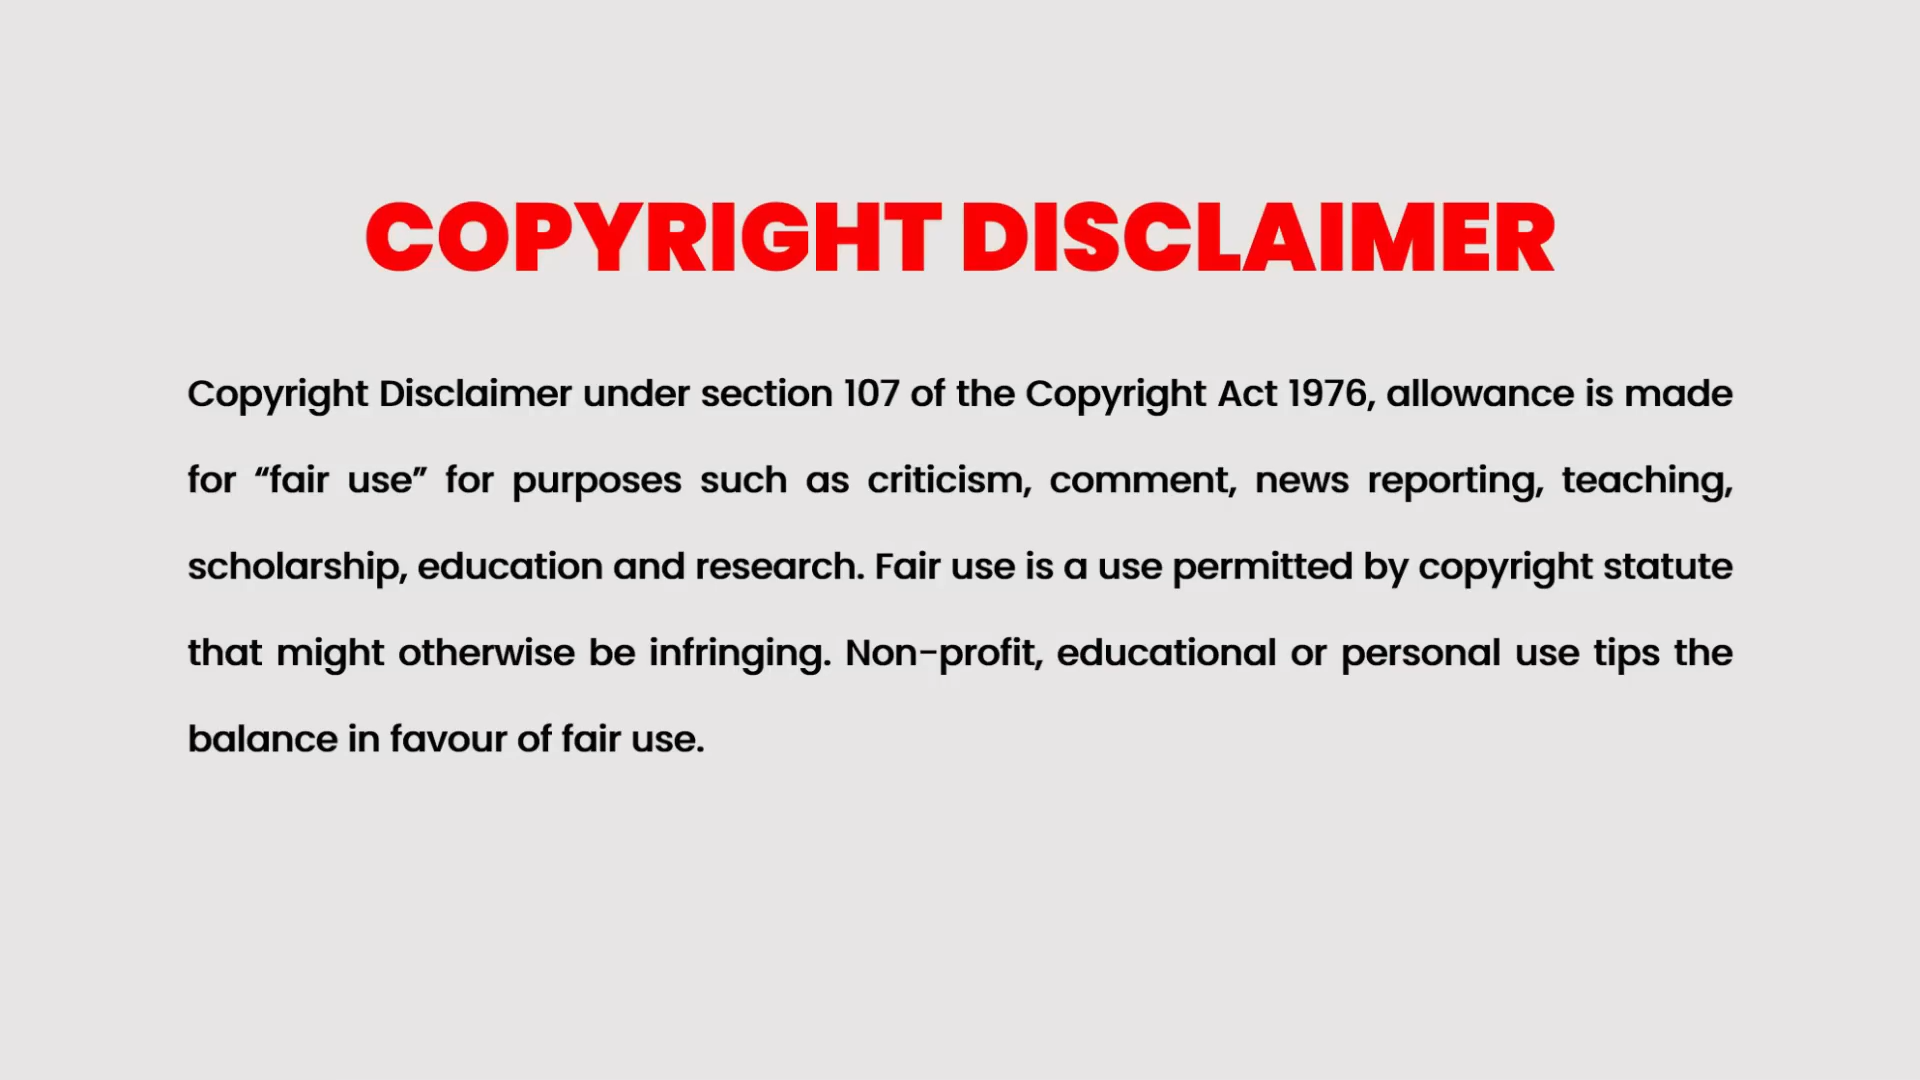 COPYRIGHT DISCLAIMER
Copyright Disclaimer under section 107 of the Copyright Act 1976, allowance is made
for “fair use” for purposes such as criticism, comment, news reporting, teaching,
scholarship, education and research. Fair use is a use permitted by copyright statute
that might otherwise be infringing. Non-profit, educational or personal use tips the
balance in favour of fair use.